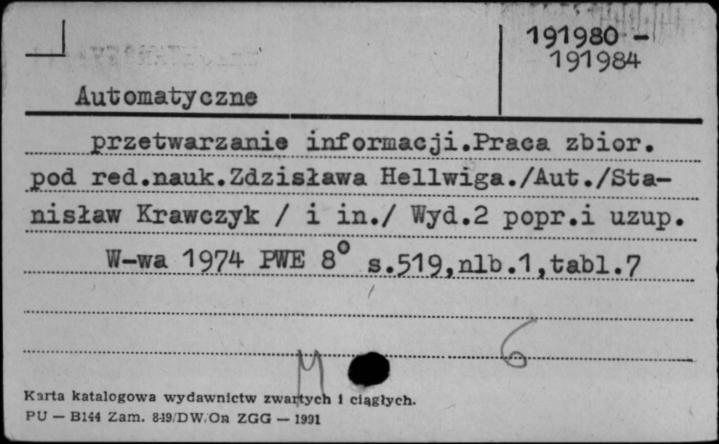 191980 -
191984
Automatyczne
przetwarzanie informacji.Praca zbior.
pod red.nauk.Zdzisława Hellwiga./Aut./Sta-
nisław Krawczyk / i in./ Wyd.2 popr.i uzup.
W-wa 1974 PWE 8° s.519,nlb.1,tabl.7
M 6
Karta katalogowa wydawnictw zwartych i ciągłych.
PU — B144 Zam. 849/DW/On ZGG — 1991